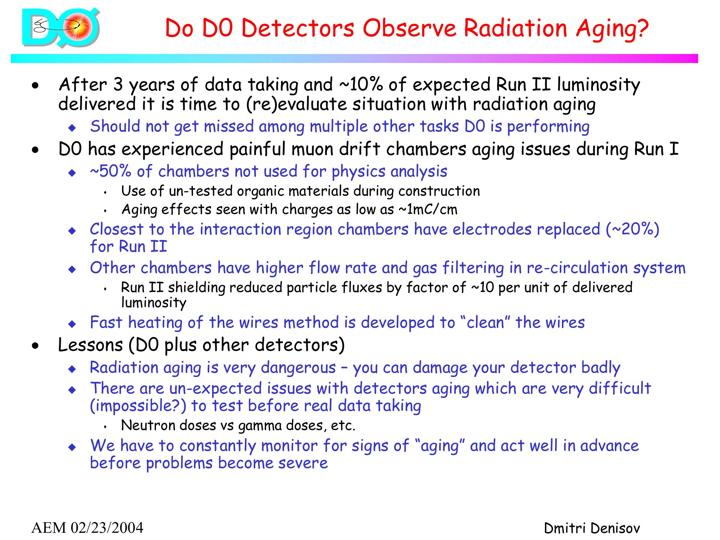 DØ
Do D0 Detectors Observe Radiation Aging?
• After 3 years of data taking and ~10% of expected Run II luminosity
delivered it is time to (re)evaluate situation with radiation aging
◆ Should not get missed among multiple other tasks D0 is performing
• D0 has experienced painful muon drift chambers aging issues during Run I
◆ ~50% of chambers not used for physics analysis
• Use of un-tested organic materials during construction
• Aging effects seen with charges as low as ~1mC/cm
◆ Closest to the interaction region chambers have electrodes replaced (~20%)
for Run II
◆ Other chambers have higher flow rate and gas filtering in re-circulation system
• Run II shielding reduced particle fluxes by factor of ~10 per unit of delivered
luminosity
◆ Fast heating of the wires method is developed to “clean” the wires
• Lessons (D0 plus other detectors)
◆ Radiation aging is very dangerous – you can damage your detector badly
◆ There are un-expected issues with detectors aging which are very difficult
(impossible?) to test before real data taking
• Neutron doses vs gamma doses, etc.
◆ We have to constantly monitor for signs of “aging” and act well in advance
before problems become severe
AEM 02/23/2004
Dmitri Denisov